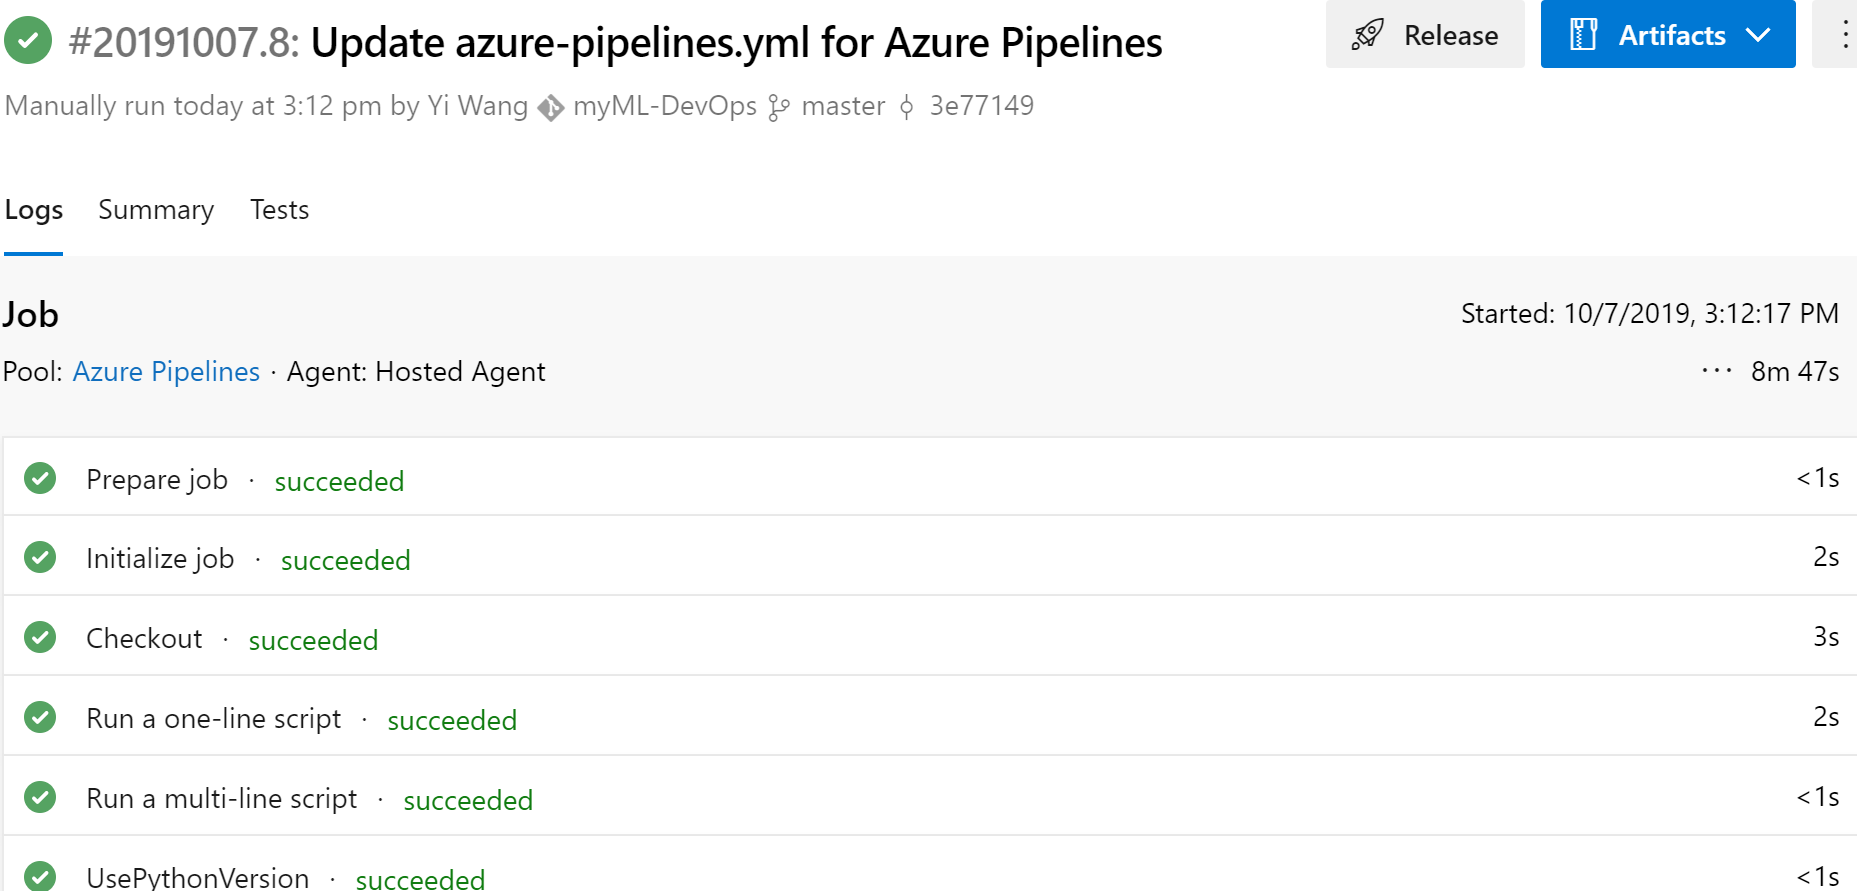 #20191007.8: Update azure-pipelines.yml for Azure Pipelines
Release
Artifacts
Manually run today at 3:12 pm by Yi Wang myML-DevOps master 3e77149
Logs Summary Tests
Job
Started: 10/7/2019, 3:12:17 PM
Pool: Azure Pipelines · Agent: Hosted Agent
··· 8m 47s
Prepare job · succeeded <1s
Initialize job · succeeded 2s
Checkout · succeeded 3s
Run a one-line script · succeeded 2s
Run a multi-line script · succeeded <1s
UsePythonVersion · succeeded <1s